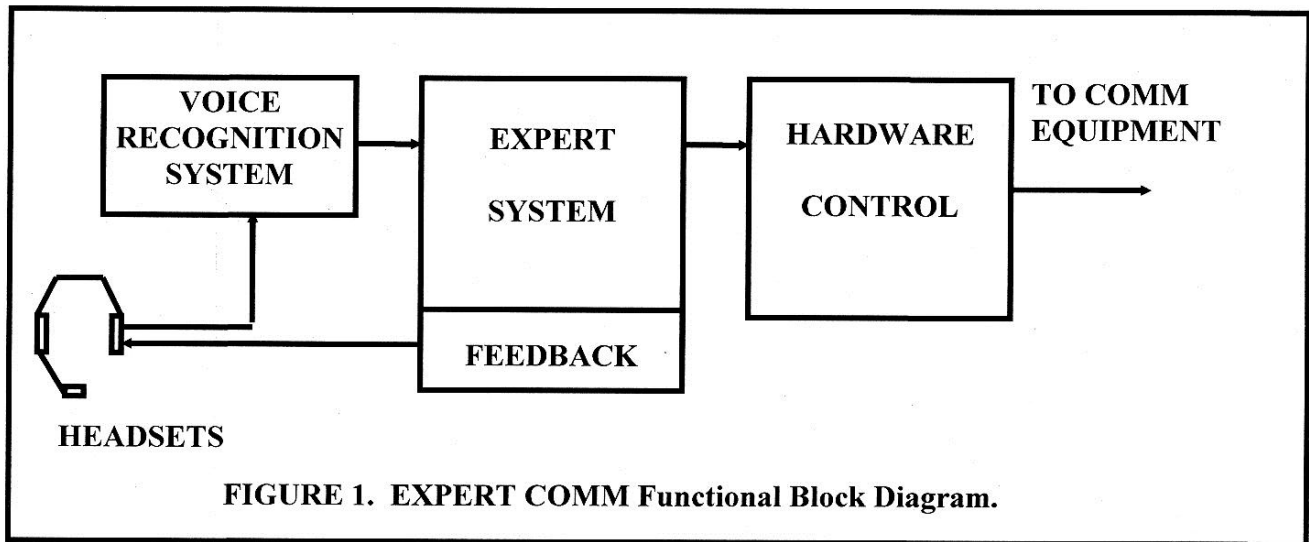 VOICE
RECOGNITION
SYSTEM
EXPERT
SYSTEM
FEEDBACK
HARDWARE
CONTROL
TO COMM
EQUIPMENT
HEADSETS
FIGURE 1. EXPERT COMM Functional Block Diagram.